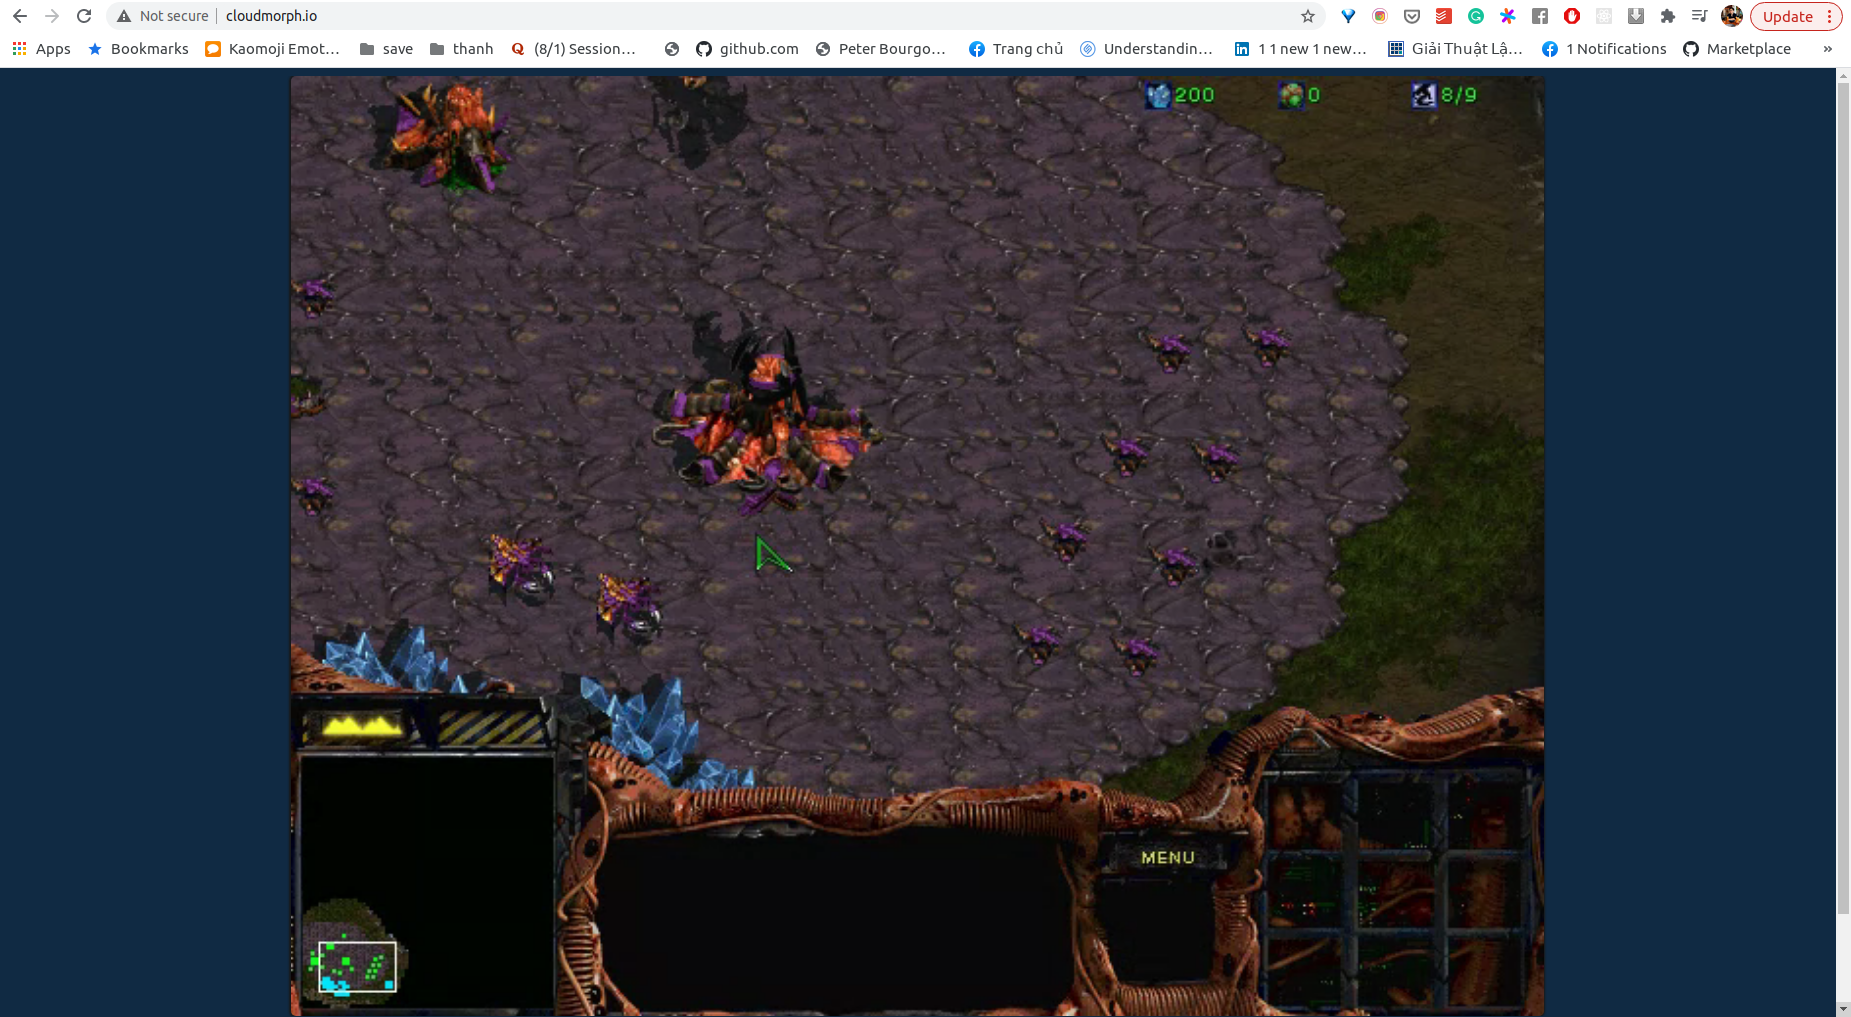 Not secure cloudmorph.io Update
Apps Bookmarks Kaomoji Emot… save thanh (8/1) Session… github.com Peter Bourgo… Trang chủ Understandin… 1 1 new 1 new… Giải Thuật Lậ… 1 Notifications Marketplace »
200 0 8/9
MENU